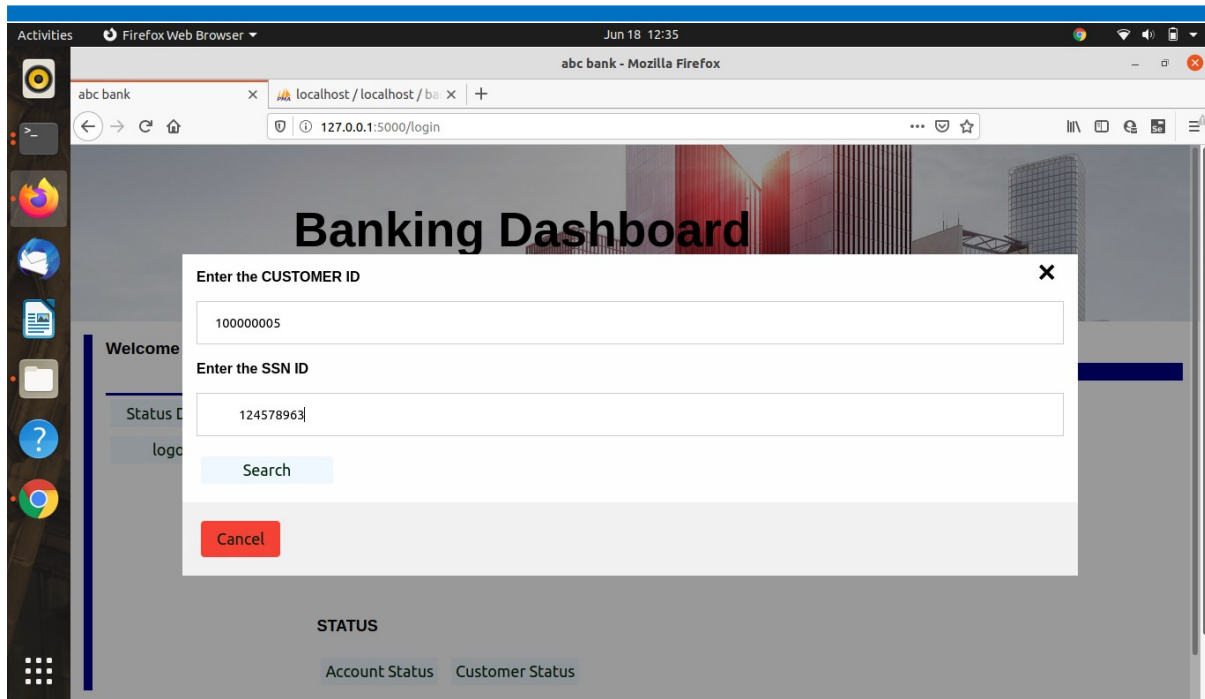 Activities Firefox Web Browser Jun 18 12:35
abc bank - Mozilla Firefox
abc bank localhost / localhost / ba
127.0.0.1:5000/login
Banking Dashboard
Enter the CUSTOMER ID
100000005
Welcome
Enter the SSN ID
Status D
124578963
logo
Search
Cancel
STATUS
Account Status Customer Status